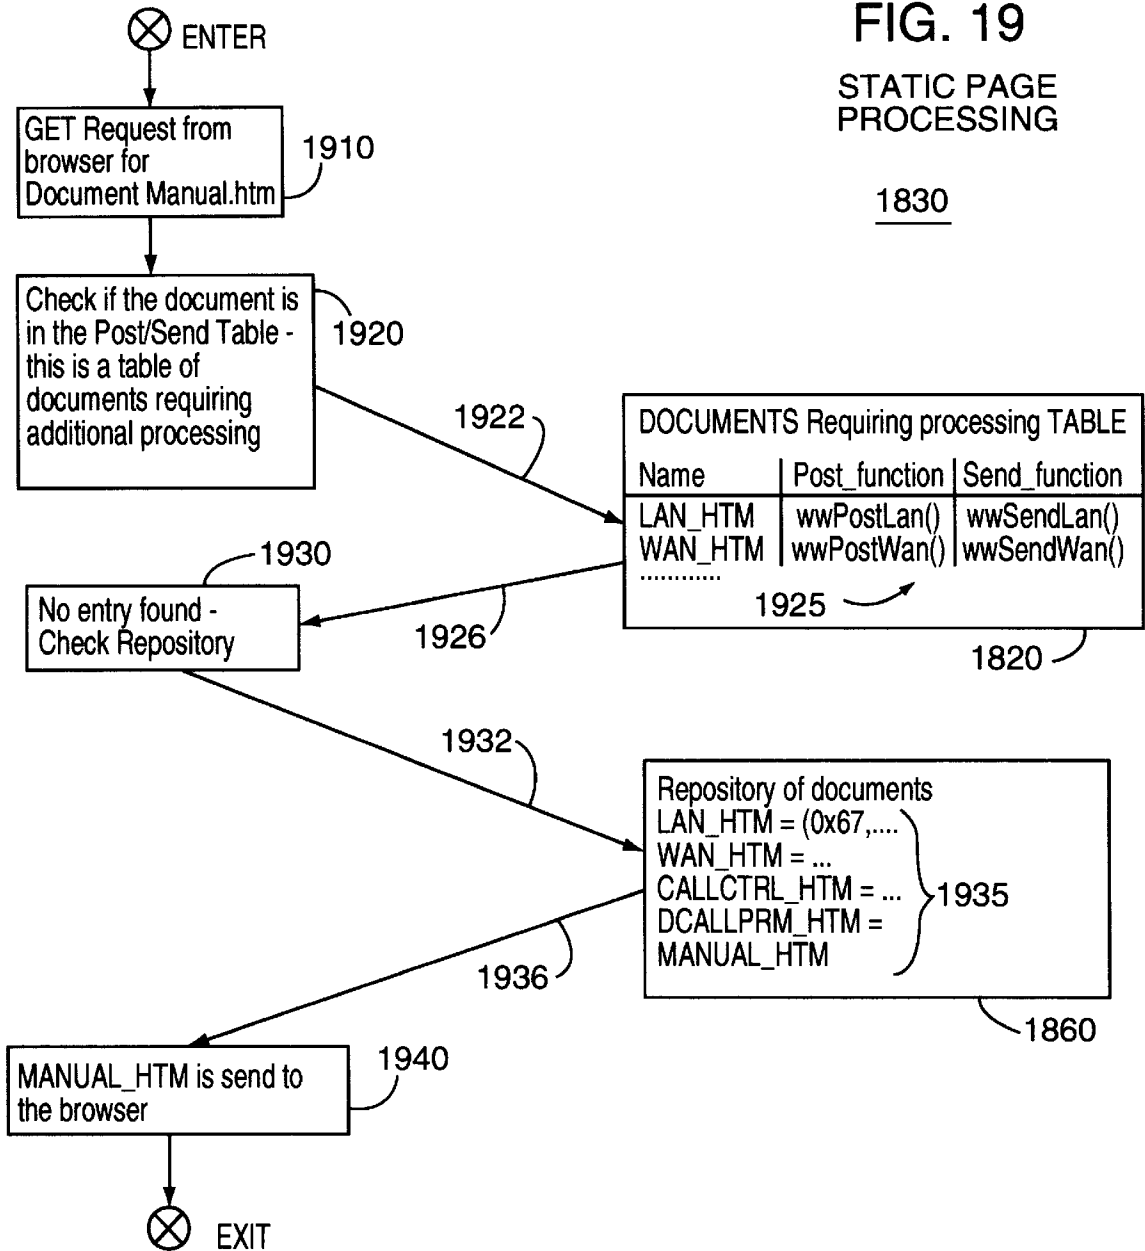 FIG. 19
STATIC PAGE
PROCESSING
1830
ENTER
GET Request from
browser for
Document Manual.htm
1910
Check if the document is
in the Post/Send Table -
this is a table of
documents requiring
additional processing
1920
1922
DOCUMENTS Requiring processing TABLE
Name Post_function Send_function
LAN_HTM wwPostLan() wwSendLan()
WAN_HTM wwPostWan() wwSendWan()
............
1925
1820
1926
1930
No entry found -
Check Repository
1932
Repository of documents
LAN_HTM = (0x67,....
WAN_HTM = ...
CALLCTRL_HTM = ...
DCALLPRM_HTM =
MANUAL_HTM
1935
1860
1936
MANUAL_HTM is send to
the browser
1940
EXIT